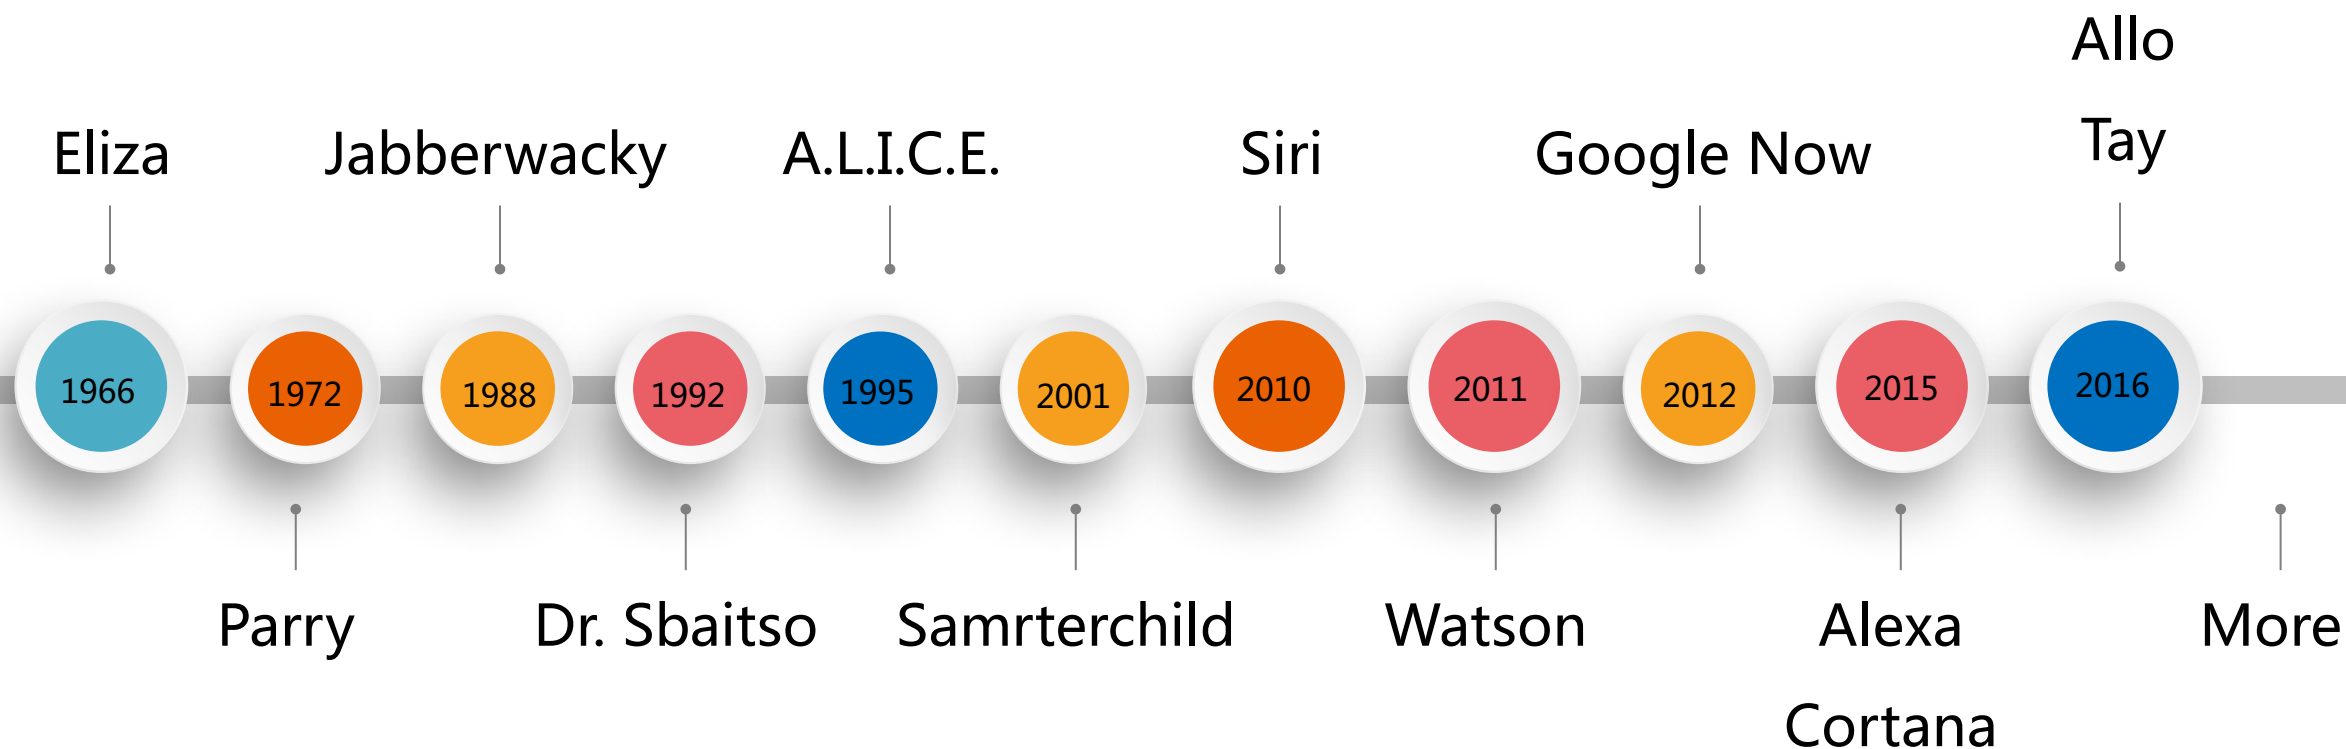 Allo
Tay
Eliza
Jabberwacky
A.L.I.C.E.
Siri
Google Now
1966
1972
1988
1992
1995
2001
2010
2011
2012
2015
2016
Parry
Dr. Sbaitso
Samrterchild
Watson
Alexa
Cortana
More